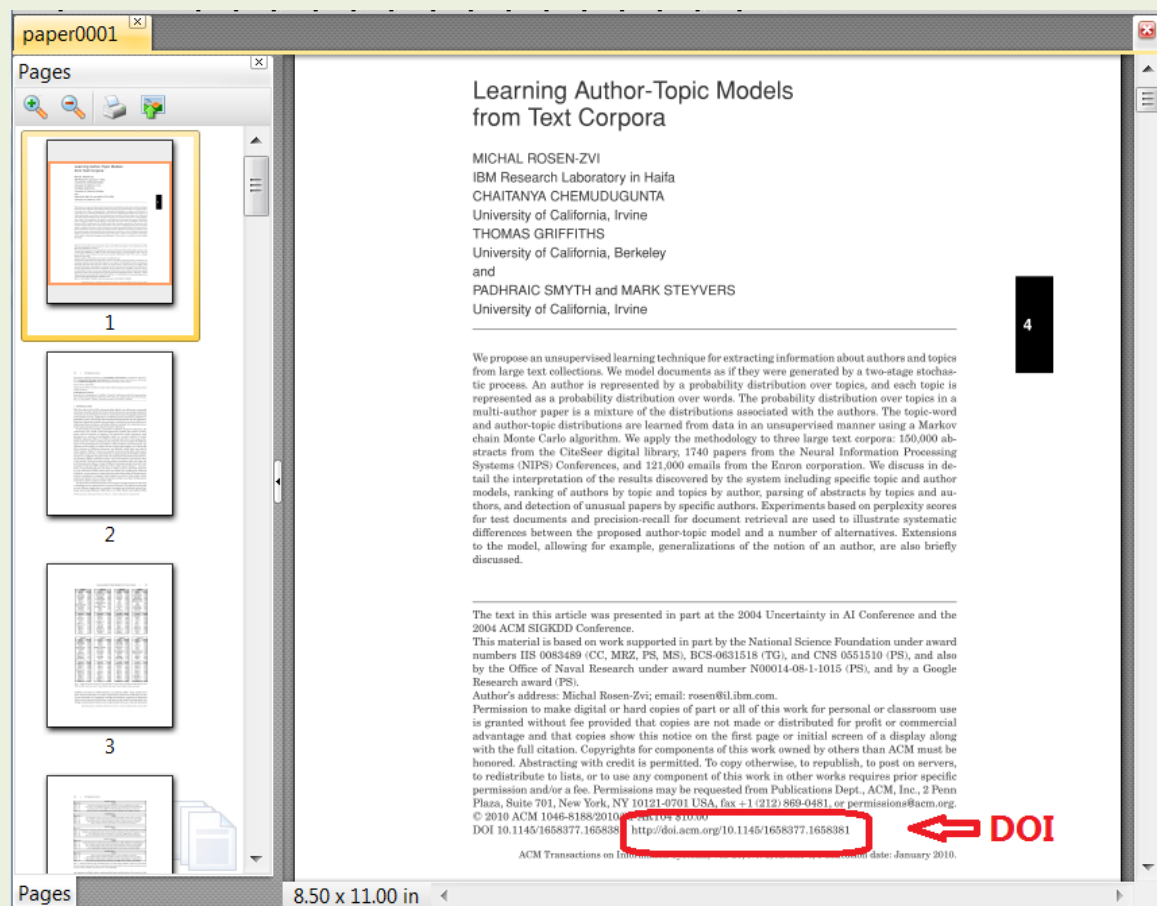 paper0001
Pages
1
2
3
Pages
Learning Author-Topic Models
from Text Corpora
MICHAL ROSEN-ZVI
IBM Research Laboratory in Haifa
CHAITANYA CHEMUDUGUNTA
University of California, Irvine
THOMAS GRIFFITHS
University of California, Berkeley
and
PADHRAIC SMYTH and MARK STEYVERS
University of California, Irvine
4
We propose an unsupervised learning technique for extracting information about authors and topics
from large text collections. We model documents as if they were generated by a two-stage stochas-
tic process. An author is represented by a probability distribution over topics, and each topic is
represented as a probability distribution over words. The probability distribution over topics in a
multi-author paper is a mixture of the distributions associated with the authors. The topic-word
and author-topic distributions are learned from data in an unsupervised manner using a Markov
chain Monte Carlo algorithm. We apply the methodology to three large text corpora: 150,000 ab-
stracts from the CiteSeer digital library, 1740 papers from the Neural Information Processing
Systems (NIPS) Conferences, and 121,000 emails from the Enron corporation. We discuss in de-
tail the interpretation of the results discovered by the system including specific topic and author
models, ranking of authors by topic and topics by author, parsing of abstracts by topics and au-
thors, and detection of unusual papers by specific authors. Experiments based on perplexity scores
for test documents and precision-recall for document retrieval are used to illustrate systematic
differences between the proposed author-topic model and a number of alternatives. Extensions
to the model, allowing for example, generalizations of the notion of an author, are also briefly
discussed.
The text in this article was presented in part at the 2004 Uncertainty in AI Conference and the
2004 ACM SIGKDD Conference.
This material is based on work supported in part by the National Science Foundation under award
numbers IIS 0083489 (CC, MRZ, PS, MS), BCS-0631518 (TG), and CNS 0551510 (PS), and also
by the Office of Naval Research under award number N00014-08-1-1015 (PS), and by a Google
Research award (PS).
Author's address: Michal Rosen-Zvi; email: rosen@il.ibm.com.
Permission to make digital or hard copies of part or all of this work for personal or classroom use
is granted without fee provided that copies are not made or distributed for profit or commercial
advantage and that copies show this notice on the first page or initial screen of a display along
with the full citation. Copyrights for components of this work owned by others than ACM must be
honored. Abstracting with credit is permitted. To copy otherwise, to republish, to post on servers,
to redistribute to lists, or to use any component of this work in other works requires prior specific
permission and/or a fee. Permissions may be requested from Publications Dept., ACM, Inc., 2 Penn
Plaza, Suite 701, New York, NY 10121-0701 USA, fax +1 (212) 869-0481, or permissions@acm.org.
© 2010 ACM 1046-8188/2010/ $10.00
DOI 10.1145/1658377.165838 http://doi.acm.org/10.1145/1658377.1658381
DOI
ACM Transactions on date: January 2010.
8.50 x 11.00 in